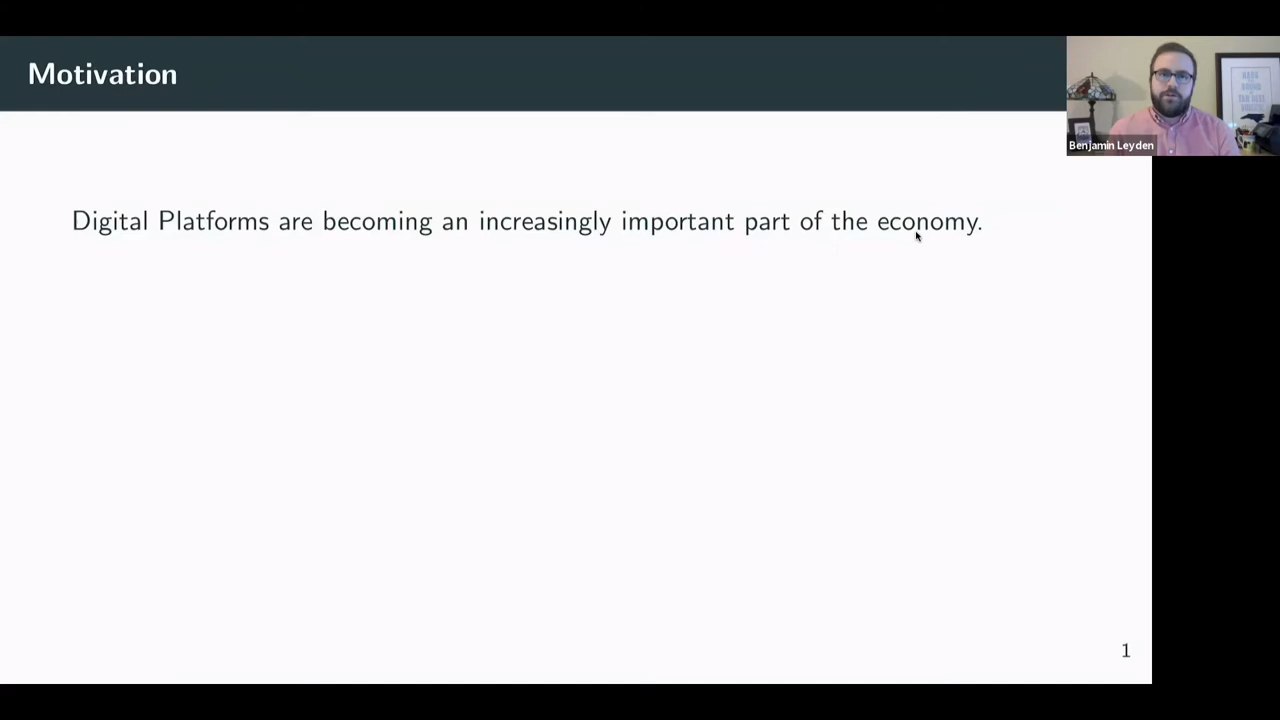 Motivation
Benjamin Leyden
Digital Platforms are becoming an increasingly important part of the economy.
1